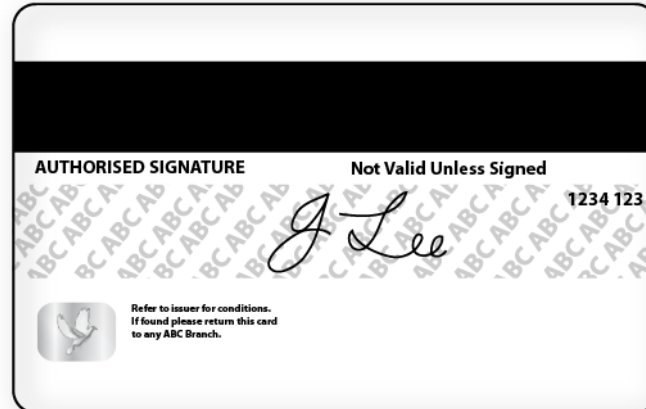 AUTHORISED SIGNATURE Not Valid Unless Signed
1234 123
J Lee
Refer to issuer for conditions.
If found please return this card
to any ABC Branch.